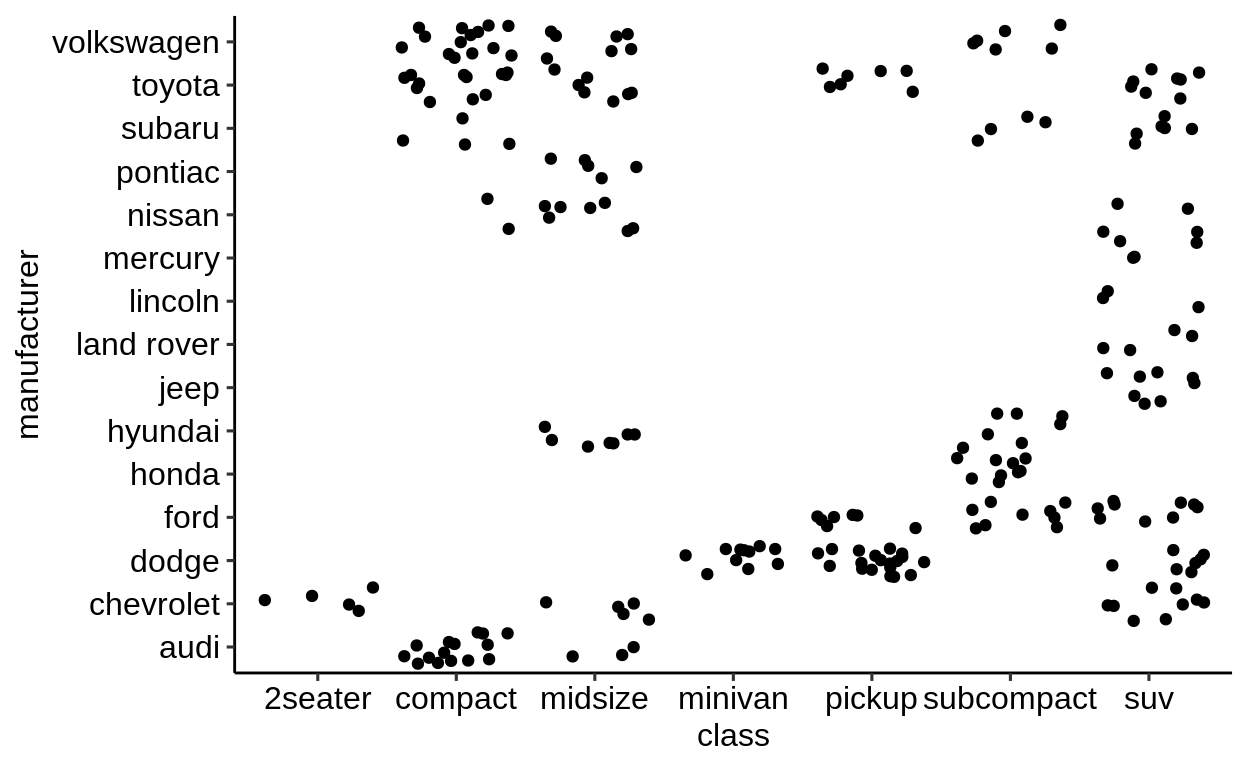 volkswagen
toyota
subaru
pontiac
nissan
mercury
lincoln
land rover
jeep
hyundai
honda
ford
dodge
chevrolet
audi
manufacturer
2seater compact midsize minivan pickup subcompact suv
class